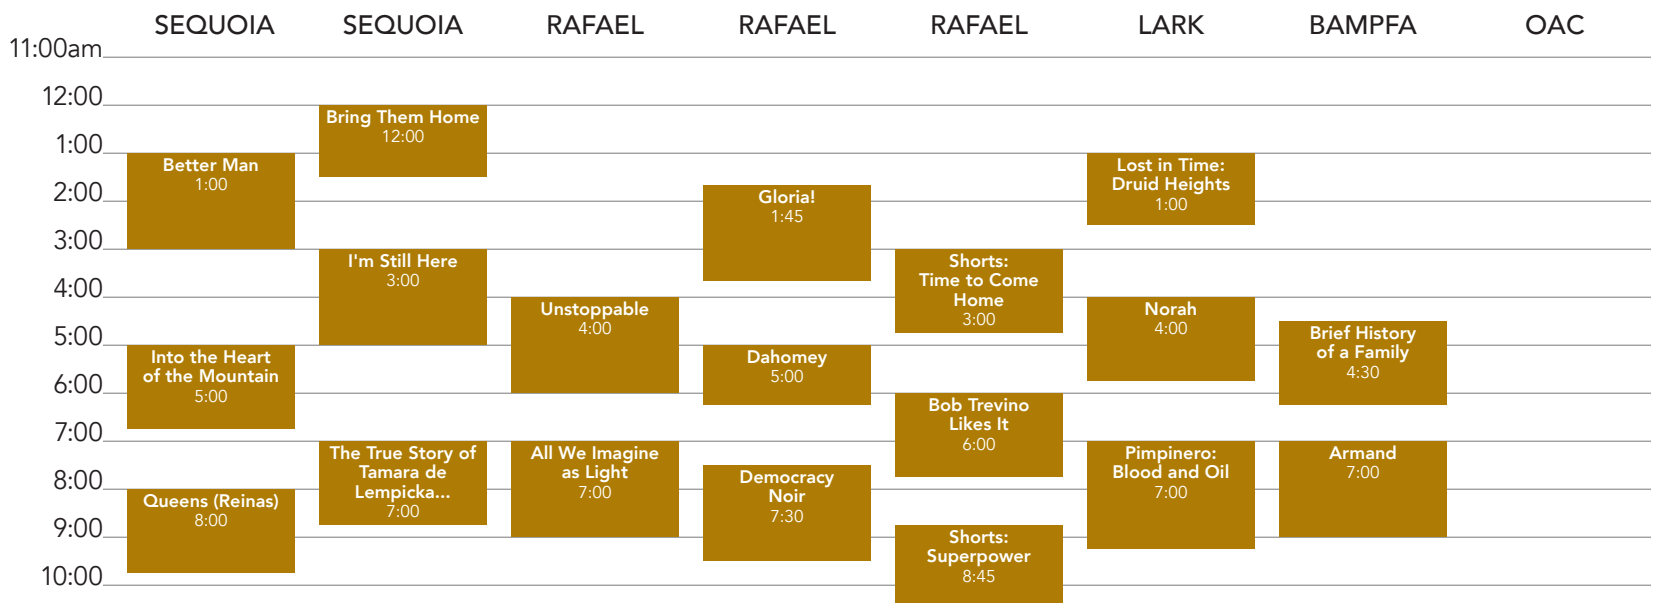 SEQUOIA SEQUOIA RAFAEL RAFAEL RAFAEL LARK BAMPFA OAC
11:00am
12:00
1:00
2:00
3:00
4:00
5:00
6:00
7:00
8:00
9:00
10:00
Better Man
1:00
Into the Heart
of the Mountain
5:00
Queens (Reinas)
8:00
Bring Them Home
12:00
I'm Still Here
3:00
The True Story of
Tamara de
Lempicka...
7:00
Unstoppable
4:00
All We Imagine
as Light
7:00
Gloria!
1:45
Dahomey
5:00
Democracy
Noir
7:30
Shorts:
Time to Come
Home
3:00
Bob Trevino
Likes It
6:00
Shorts:
Superpower
8:45
Lost in Time:
Druid Heights
1:00
Norah
4:00
Pimpinero:
Blood and Oil
7:00
Brief History
of a Family
4:30
Armand
7:00